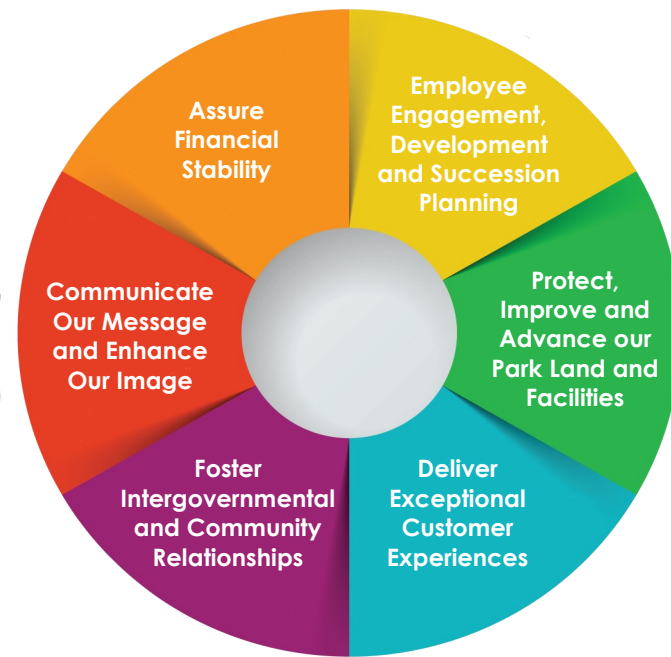 Assure
Financial
Stability
Employee
Engagement,
Development
and Succession
Planning
Protect,
Improve and
Advance our
Park Land and
Facilities
Deliver
Exceptional
Customer
Experiences
Foster
Intergovernmental
and Community
Relationships
Communicate
Our Message
and Enhance
Our Image